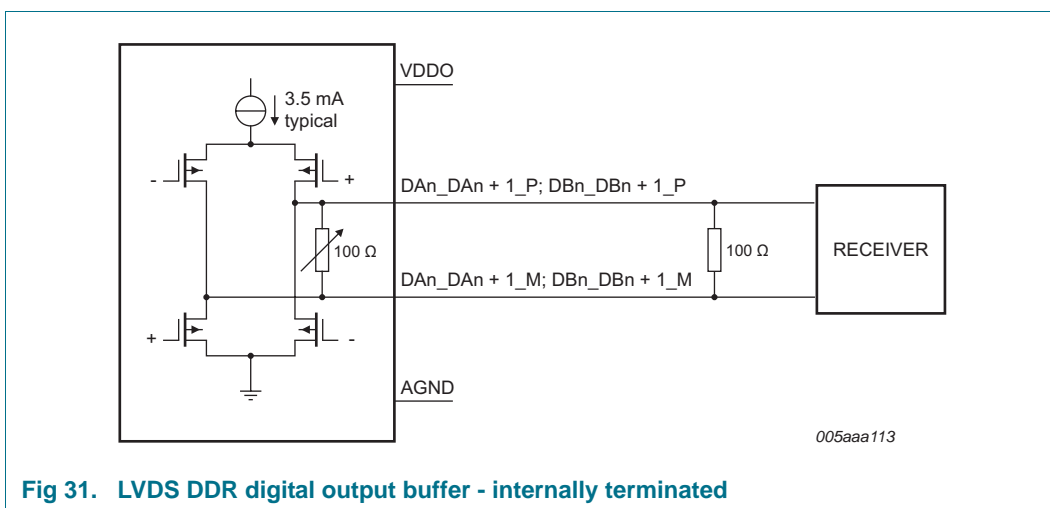 VDDO
3.5 mA
typical
-
+
DAn_DAn + 1_P; DBn_DBn + 1_P
100 Ω
100 Ω
RECEIVER
DAn_DAn + 1_M; DBn_DBn + 1_M
+
-
AGND
005aaa113
Fig 31. LVDS DDR digital output buffer - internally terminated